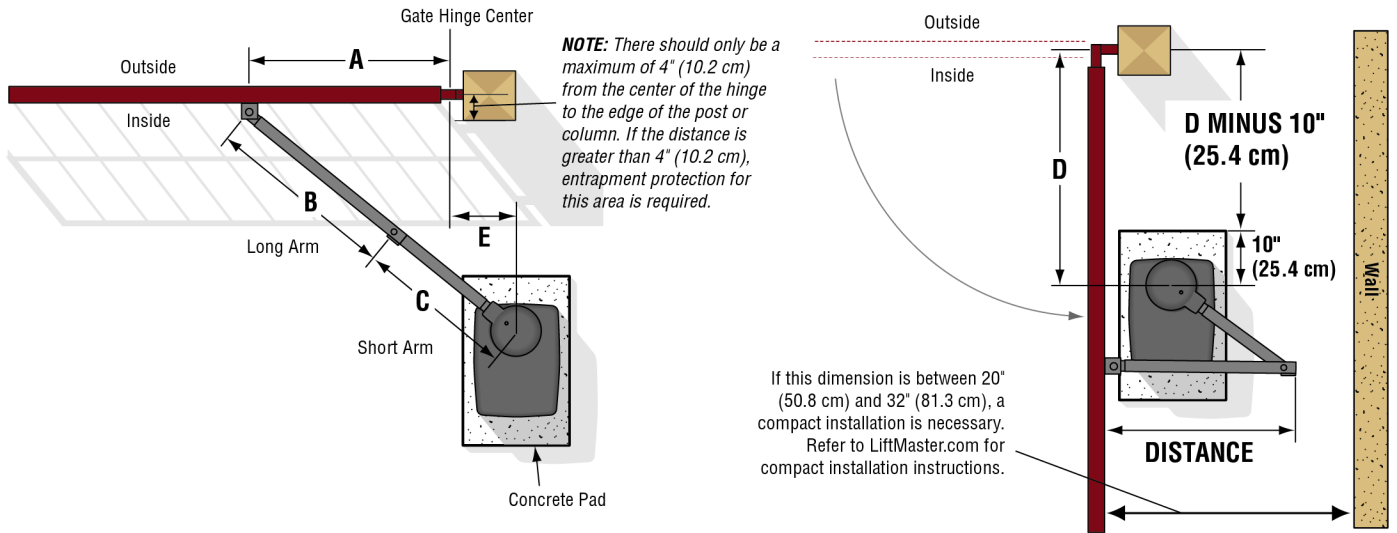 Gate Hinge Center
A
Outside
Inside
NOTE: There should only be a
maximum of 4" (10.2 cm)
from the center of the hinge
to the edge of the post or
column. If the distance is
greater than 4" (10.2 cm),
entrapment protection for
this area is required.
B
Long Arm
E
C
Short Arm
Concrete Pad
Outside
Inside
D
D MINUS 10"
(25.4 cm)
10"
(25.4 cm)
Wall
If this dimension is between 20"
(50.8 cm) and 32" (81.3 cm), a
compact installation is necessary.
Refer to LiftMaster.com for
compact installation instructions.
DISTANCE